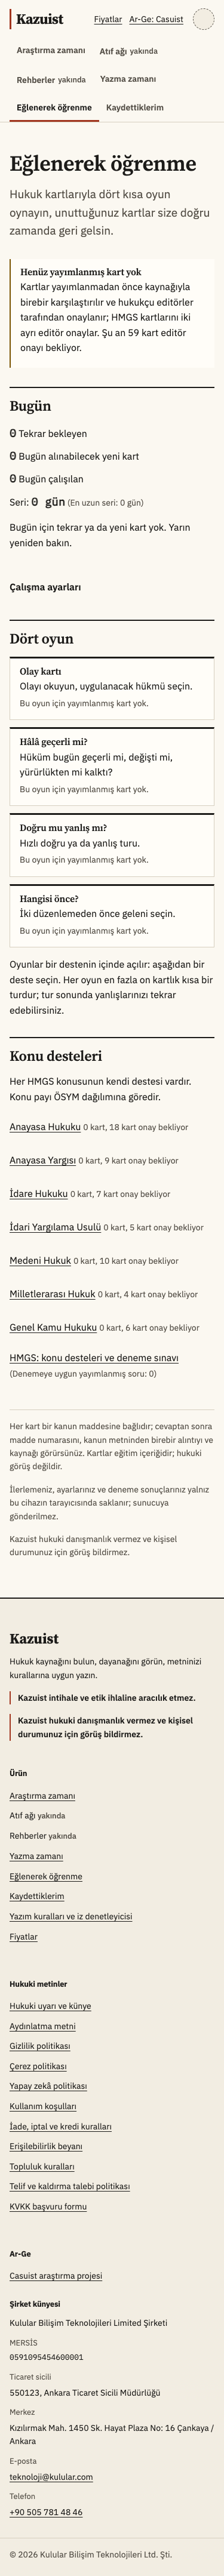 Kazuist
Fiyatlar
Ar-Ge: Casuist
Araştırma zamanı
Atıf ağı yakında
Rehberler yakında
Yazma zamanı
Eğlenerek öğrenme
Kaydettiklerim
Eğlenerek öğrenme
Hukuk kartlarıyla dört kısa oyun
oynayın, unuttuğunuz kartlar size doğru
zamanda geri gelsin.
Henüz yayımlanmış kart yok
Kartlar yayımlanmadan önce kaynağıyla
birebir karşılaştırılır ve hukukçu editörler
tarafından onaylanır; HMGS kartlarını iki
ayrı editör onaylar. Şu an 59 kart editör
onayı bekliyor.
Bugün
0 Tekrar bekleyen
0 Bugün alınabilecek yeni kart
0 Bugün çalışılan
Seri: 0 gün (En uzun seri: 0 gün)
Bugün için tekrar ya da yeni kart yok. Yarın
yeniden bakın.
Çalışma ayarları
Dört oyun
Olay kartı
Olayı okuyun, uygulanacak hükmü seçin.
Bu oyun için yayımlanmış kart yok.
Hâlâ geçerli mi?
Hüküm bugün geçerli mi, değişti mi,
yürürlükten mi kalktı?
Bu oyun için yayımlanmış kart yok.
Doğru mu yanlış mı?
Hızlı doğru ya da yanlış turu.
Bu oyun için yayımlanmış kart yok.
Hangisi önce?
İki düzenlemeden önce geleni seçin.
Bu oyun için yayımlanmış kart yok.
Oyunlar bir destenin içinde açılır: aşağıdan bir
deste seçin. Her oyun en fazla on kartlık kısa bir
turdur; tur sonunda yanlışlarınızı tekrar
edebilirsiniz.
Konu desteleri
Her HMGS konusunun kendi destesi vardır.
Konu payı ÖSYM dağılımına göredir.
Anayasa Hukuku 0 kart, 18 kart onay bekliyor
Anayasa Yargısı 0 kart, 9 kart onay bekliyor
İdare Hukuku 0 kart, 7 kart onay bekliyor
İdari Yargılama Usulü 0 kart, 5 kart onay bekliyor
Medeni Hukuk 0 kart, 10 kart onay bekliyor
Milletlerarası Hukuk 0 kart, 4 kart onay bekliyor
Genel Kamu Hukuku 0 kart, 6 kart onay bekliyor
HMGS: konu desteleri ve deneme sınavı
(Denemeye uygun yayımlanmış soru: 0)
Her kart bir kanun maddesine bağlıdır; cevaptan sonra
madde numarasını, kanun metninden birebir alıntıyı ve
kaynağı görürsünüz. Kartlar eğitim içeriğidir; hukuki
görüş değildir.
İlerlemeniz, ayarlarınız ve deneme sonuçlarınız yalnız
bu cihazın tarayıcısında saklanır; sunucuya
gönderilmez.
Kazuist hukuki danışmanlık vermez ve kişisel
durumunuz için görüş bildirmez.
Kazuist
Hukuk kaynağını bulun, dayanağını görün, metninizi
kurallarına uygun yazın.
Kazuist intihale ve etik ihlaline aracılık etmez.
Kazuist hukuki danışmanlık vermez ve kişisel
durumunuz için görüş bildirmez.
Ürün
Araştırma zamanı
Atıf ağı yakında
Rehberler yakında
Yazma zamanı
Eğlenerek öğrenme
Kaydettiklerim
Yazım kuralları ve iz denetleyicisi
Fiyatlar
Hukuki metinler
Hukuki uyarı ve künye
Aydınlatma metni
Gizlilik politikası
Çerez politikası
Yapay zekâ politikası
Kullanım koşulları
İade, iptal ve kredi kuralları
Erişilebilirlik beyanı
Topluluk kuralları
Telif ve kaldırma talebi politikası
KVKK başvuru formu
Ar-Ge
Casuist araştırma projesi
Şirket künyesi
Kulular Bilişim Teknolojileri Limited Şirketi
MERSİS
0591095454600001
Ticaret sicili
550123, Ankara Ticaret Sicili Müdürlüğü
Merkez
Kızılırmak Mah. 1450 Sk. Hayat Plaza No: 16 Çankaya /
Ankara
E-posta
teknoloji@kulular.com
Telefon
+90 505 781 48 46
© 2026 Kulular Bilişim Teknolojileri Ltd. Şti.